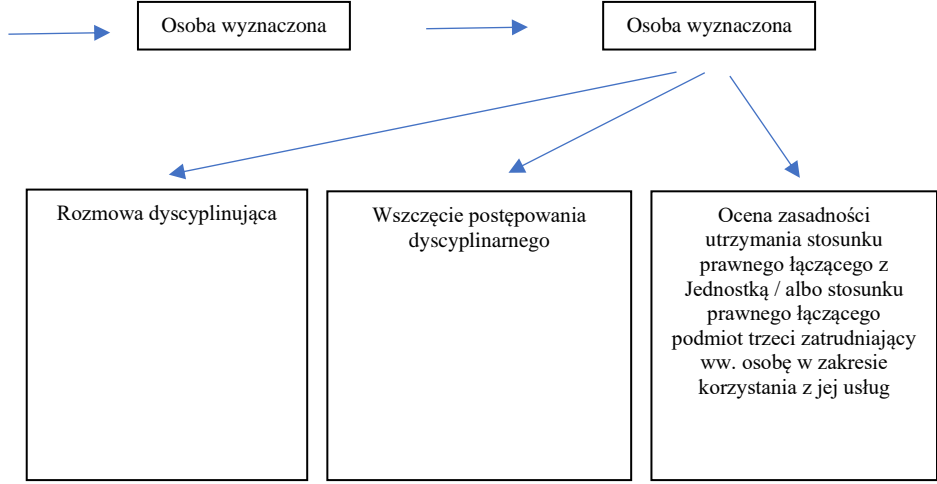 Osoba wyznaczona
Osoba wyznaczona
Rozmowa dyscyplinująca
Wszczęcie postępowania
dyscyplinarnego
Ocena zasadności
utrzymania stosunku
prawnego łączącego z
Jednostką / albo stosunku
prawnego łączącego
podmiot trzeci zatrudniający
ww. osobę w zakresie
korzystania z jej usług